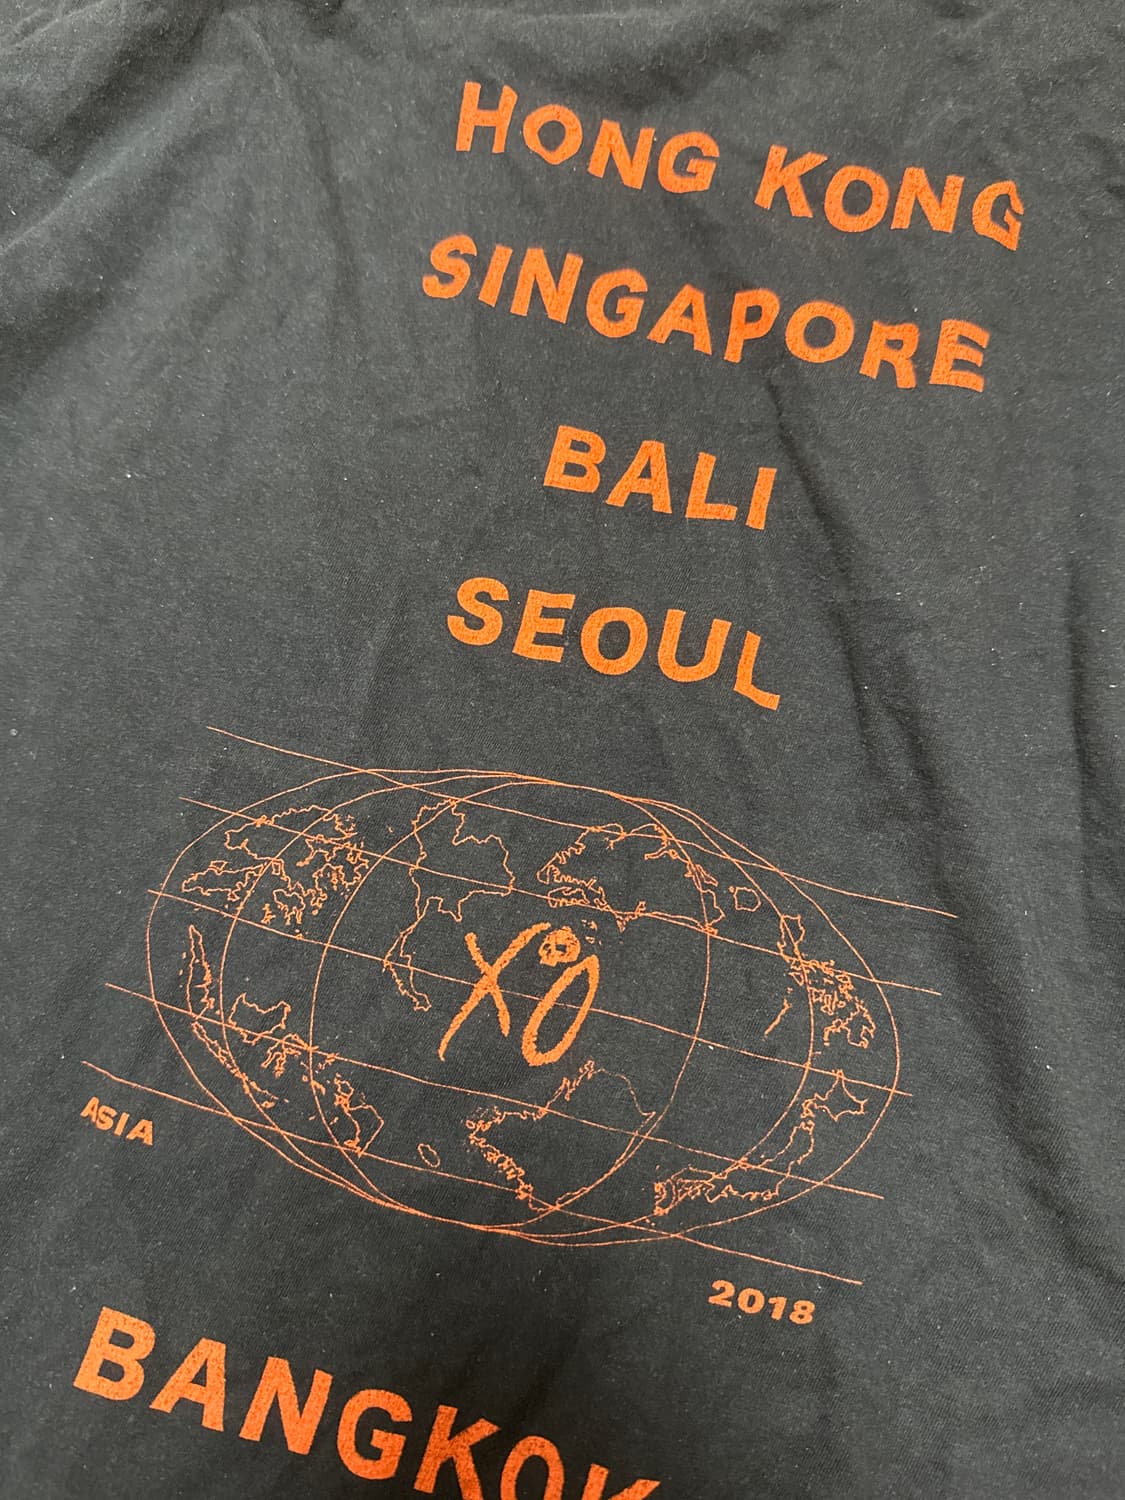 HONG KONG
SINGAPORE
BALI
SEOUL
XO
ASIA
2018
BANGKOK